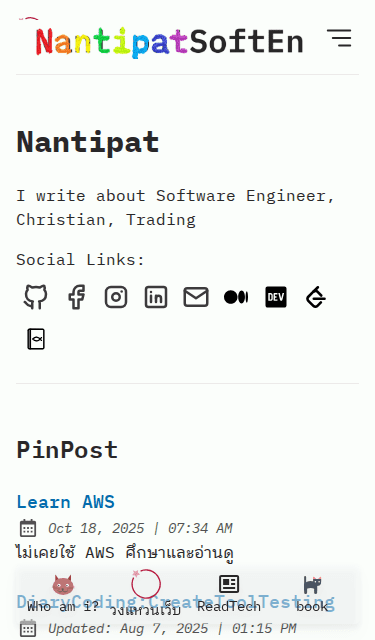 NantipatSoftEn
Nantipat
I write about Software Engineer,
Christian, Trading
Social Links:
DEV
PinPost
Learn AWS
Oct 18, 2025 | 07:34 AM
ไม่เคยใช้ AWS ศึกษาและอ่านดู
DiaryCoding:CreateToolTesting
Who am i?
วงแหวนเว็บ
ReadTech
book
Updated: Aug 7, 2025 | 01:15 PM